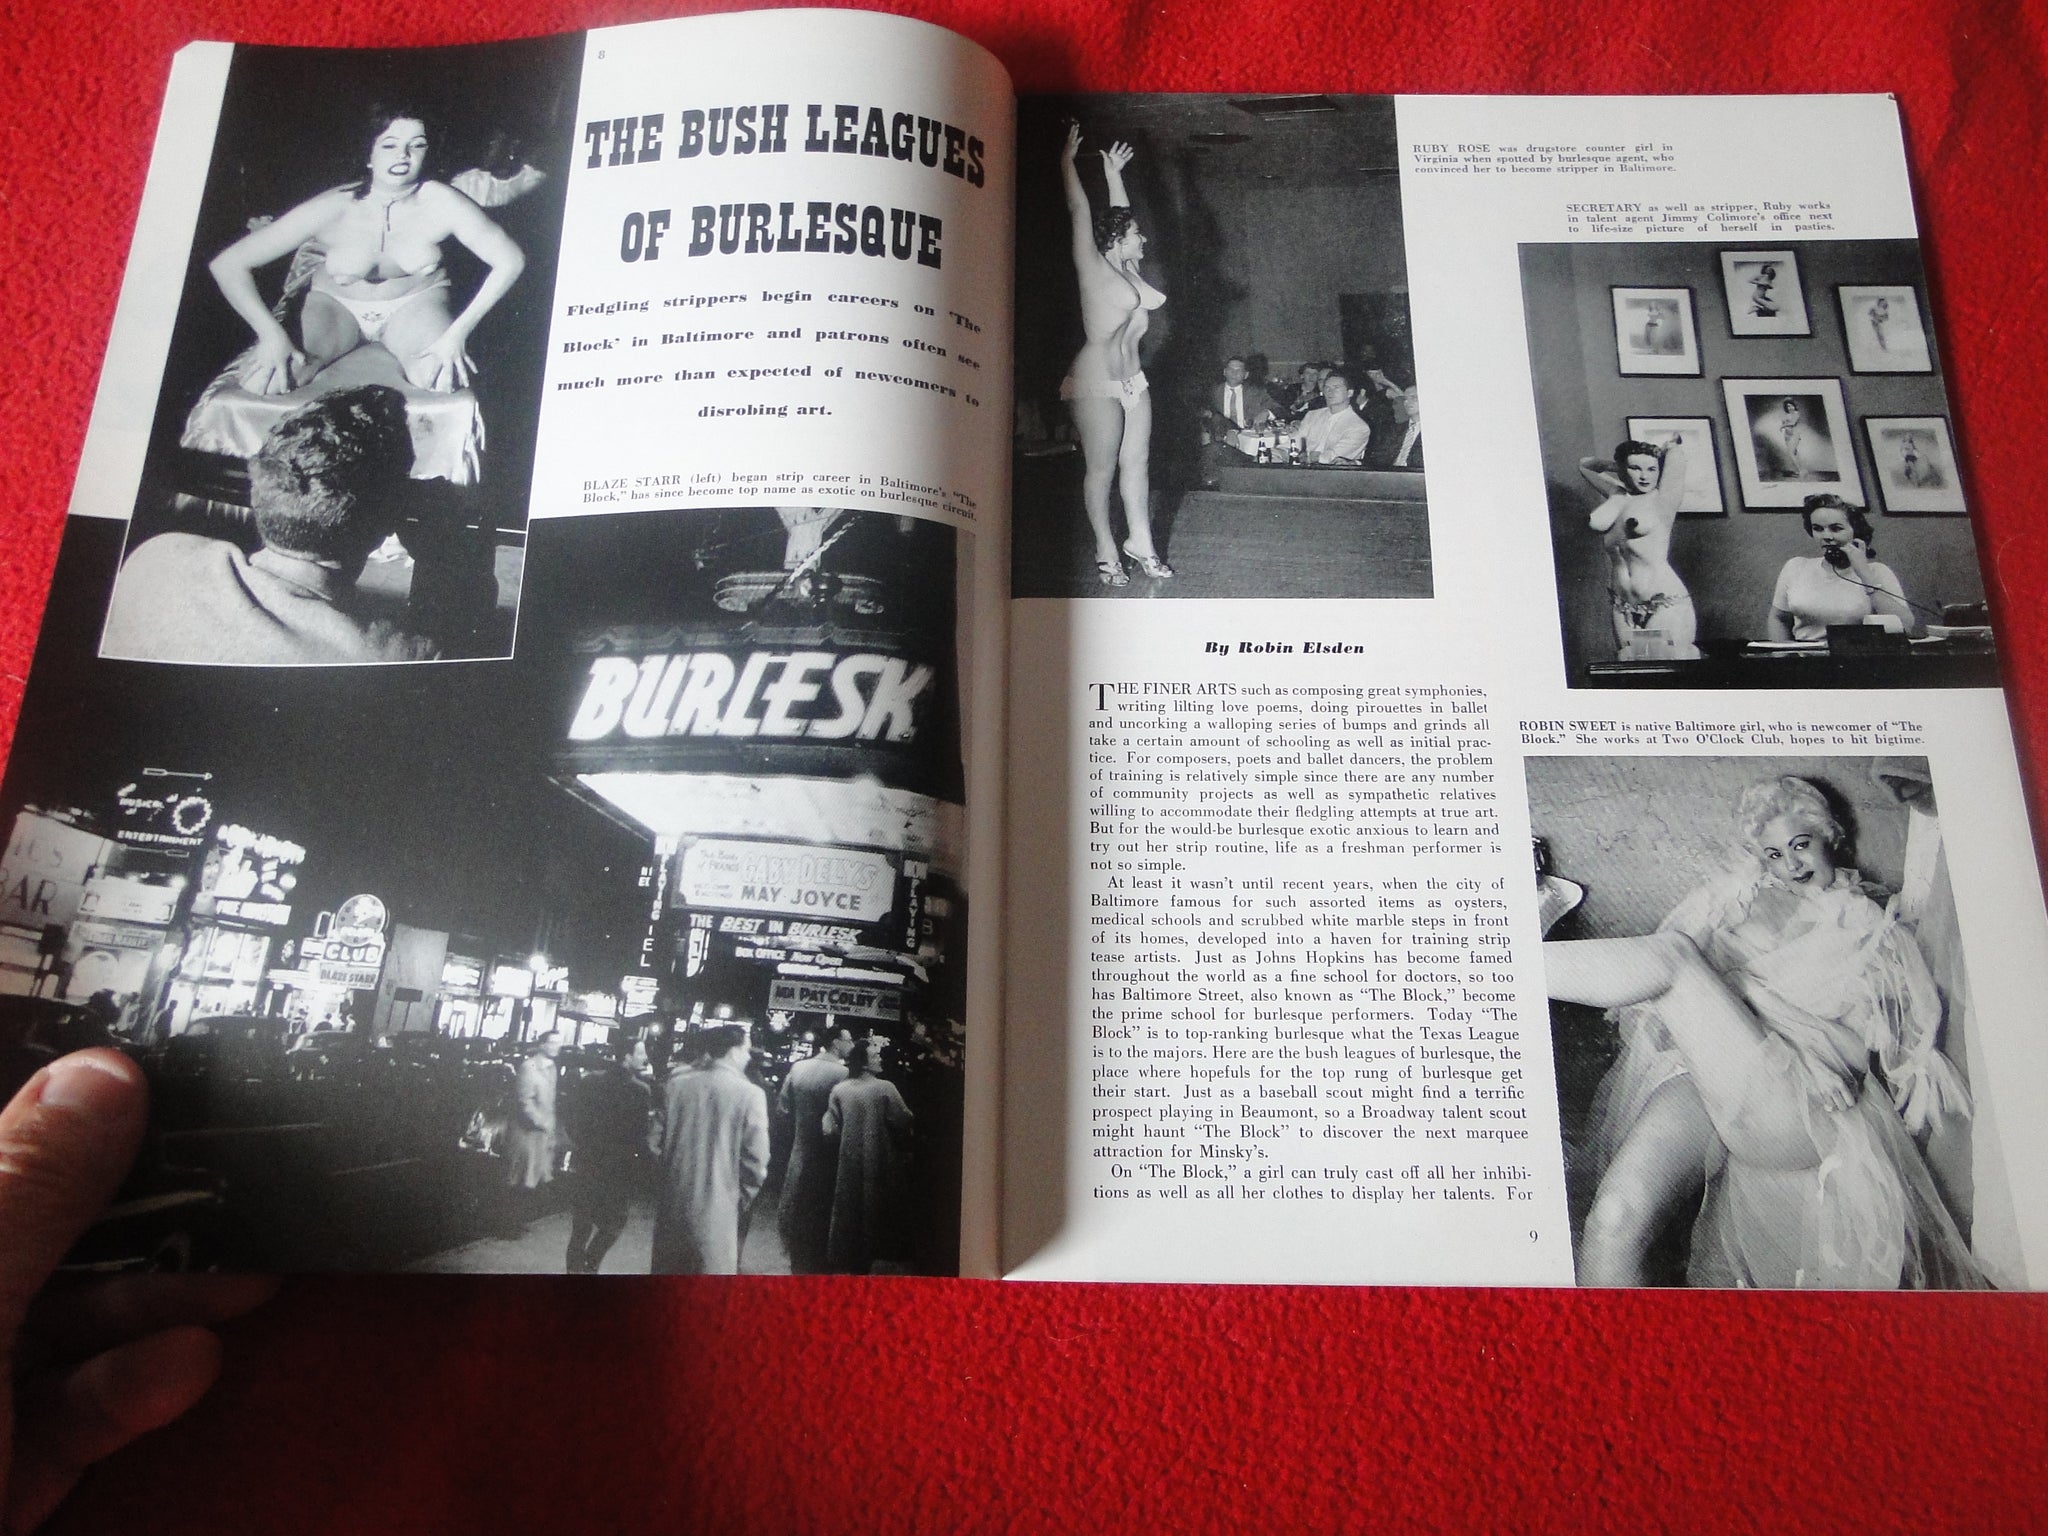 8
THE BUSH LEAGUES
OF BURLESQUE
Fledgling strippers begin careers on 'The
Block' in Baltimore and patrons often see
much more than expected of newcomers to
disrobing art.
BLAZE STARR (left) began strip career in Baltimore's "The
Block," has since become top name as exotic on burlesque circuit.
BURLESK
MUSICAL
ENTERTAINMENT
BAR
CLUB
BLAZE STARR
GABY DELYS
MAY JOYCE
NOW PLAYING
THE BEST IN BURLESK
BOX OFFICE Now Open
PAT COLBY
RUBY ROSE was drugstore counter girl in
Virginia when spotted by burlesque agent, who
convinced her to become stripper in Baltimore.
SECRETARY as well as stripper, Ruby works
in talent agent Jimmy Colimore's office next
to life-size picture of herself in pasties.
By Robin Elsden
THE FINER ARTS such as composing great symphonies,
writing lilting love poems, doing pirouettes in ballet
and uncorking a walloping series of bumps and grinds all
take a certain amount of schooling as well as initial prac-
tice. For composers, poets and ballet dancers, the problem
of training is relatively simple since there are any number
of community projects as well as sympathetic relatives
willing to accommodate their fledgling attempts at true art.
But for the would-be burlesque exotic anxious to learn and
try out her strip routine, life as a freshman performer is
not so simple.
At least it wasn't until recent years, when the city of
Baltimore famous for such assorted items as oysters,
medical schools and scrubbed white marble steps in front
of its homes, developed into a haven for training strip
tease artists. Just as Johns Hopkins has become famed
throughout the world as a fine school for doctors, so too
has Baltimore Street, also known as "The Block," become
the prime school for burlesque performers. Today "The
Block" is to top-ranking burlesque what the Texas League
is to the majors. Here are the bush leagues of burlesque, the
place where hopefuls for the top rung of burlesque get
their start. Just as a baseball scout might find a terrific
prospect playing in Beaumont, so a Broadway talent scout
might haunt "The Block" to discover the next marquee
attraction for Minsky's.
On "The Block," a girl can truly cast off all her inhibi-
tions as well as all her clothes to display her talents. For
ROBIN SWEET is native Baltimore girl, who is newcomer of "The
Block." She works at Two O'Clock Club, hopes to hit bigtime.
9